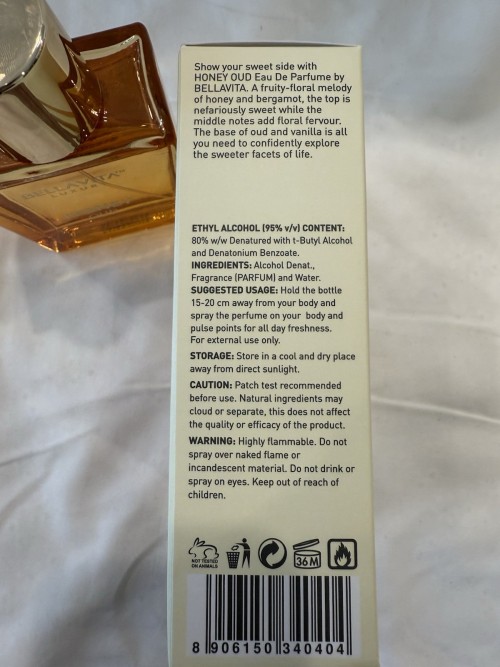 Show your sweet side with
HONEY OUD Eau De Parfume by
BELLAVITA. A fruity-floral melody
of honey and bergamot, the top is
nefariously sweet while the
middle notes add floral fervour.
The base of oud and vanilla is all
you need to confidently explore
the sweeter facets of life.
BELLAVITA
LUXURY
ETHYL ALCOHOL (95% v/v) CONTENT:
80% w/w Denatured with t-Butyl Alcohol
and Denatonium Benzoate.
INGREDIENTS: Alcohol Denat.,
Fragrance (PARFUM) and Water.
SUGGESTED USAGE: Hold the bottle
15-20 cm away from your body and
spray the perfume on your body and
pulse points for all day freshness.
For external use only.
STORAGE: Store in a cool and dry place
away from direct sunlight.
CAUTION: Patch test recommended
before use. Natural ingredients may
cloud or separate, this does not affect
the quality or efficacy of the product.
WARNING: Highly flammable. Do not
spray over naked flame or
incandescent material. Do not drink or
spray on eyes. Keep out of reach of
children.
NOT TESTED
ON ANIMALS
36 M
8 906150 340404